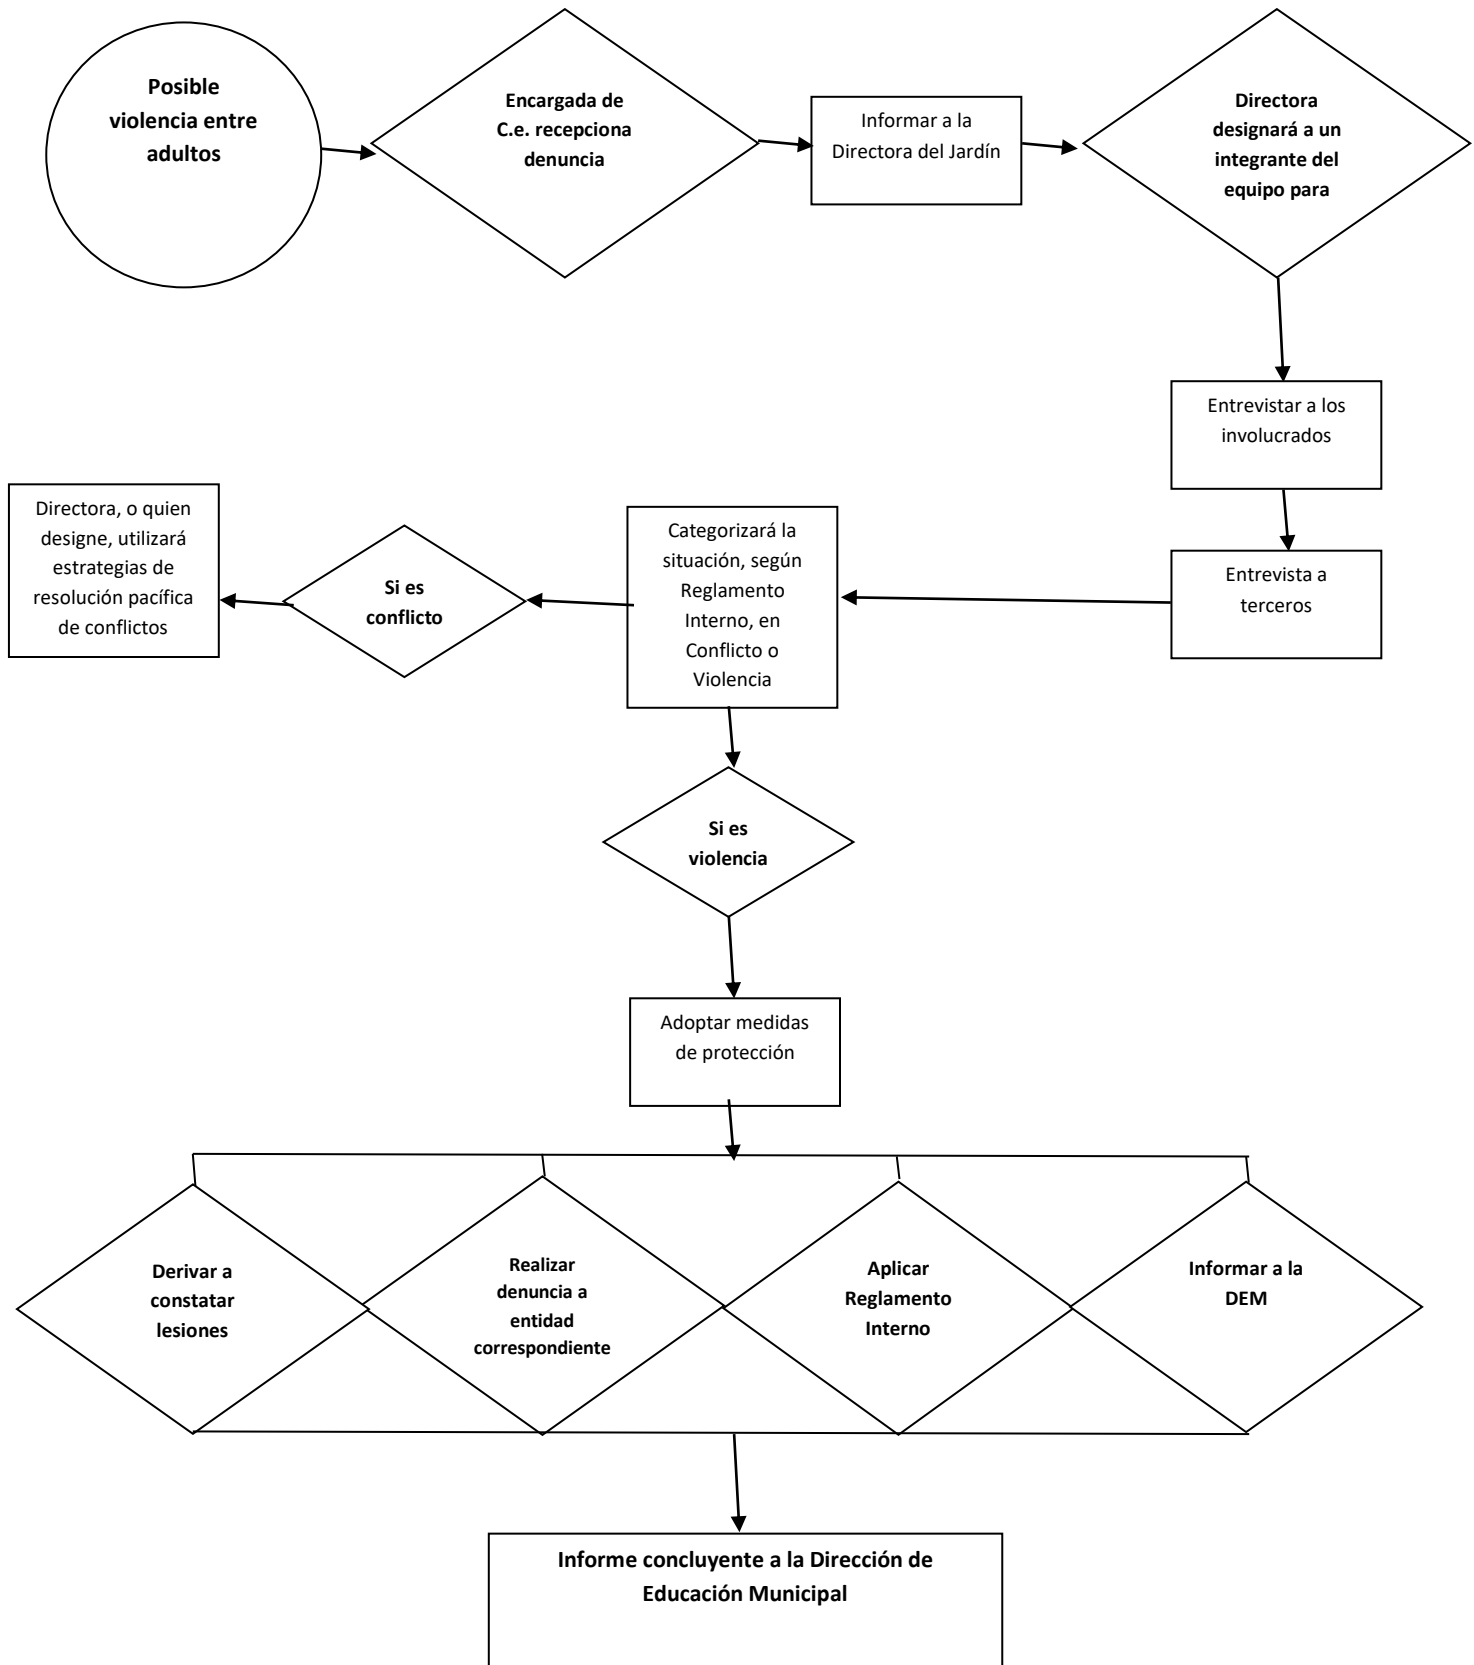 Posible
violencia entre
adultos
Encargada de
C.e. recepciona
denuncia
Informar a la
Directora del Jardín
Directora
designará a un
integrante del
equipo para
Entrevistar a los
involucrados
Entrevista a
terceros
Categorizará la
situación, según
Reglamento
Interno, en
Conflicto o
Violencia
Si es
conflicto
Directora, o quien
designe, utilizará
estrategias de
resolución pacífica
de conflictos
Si es
violencia
Adoptar medidas
de protección
Derivar a
constatar
lesiones
Realizar
denuncia a
entidad
correspondiente
Aplicar
Reglamento
Interno
Informar a la
DEM
Informe concluyente a la Dirección de
Educación Municipal